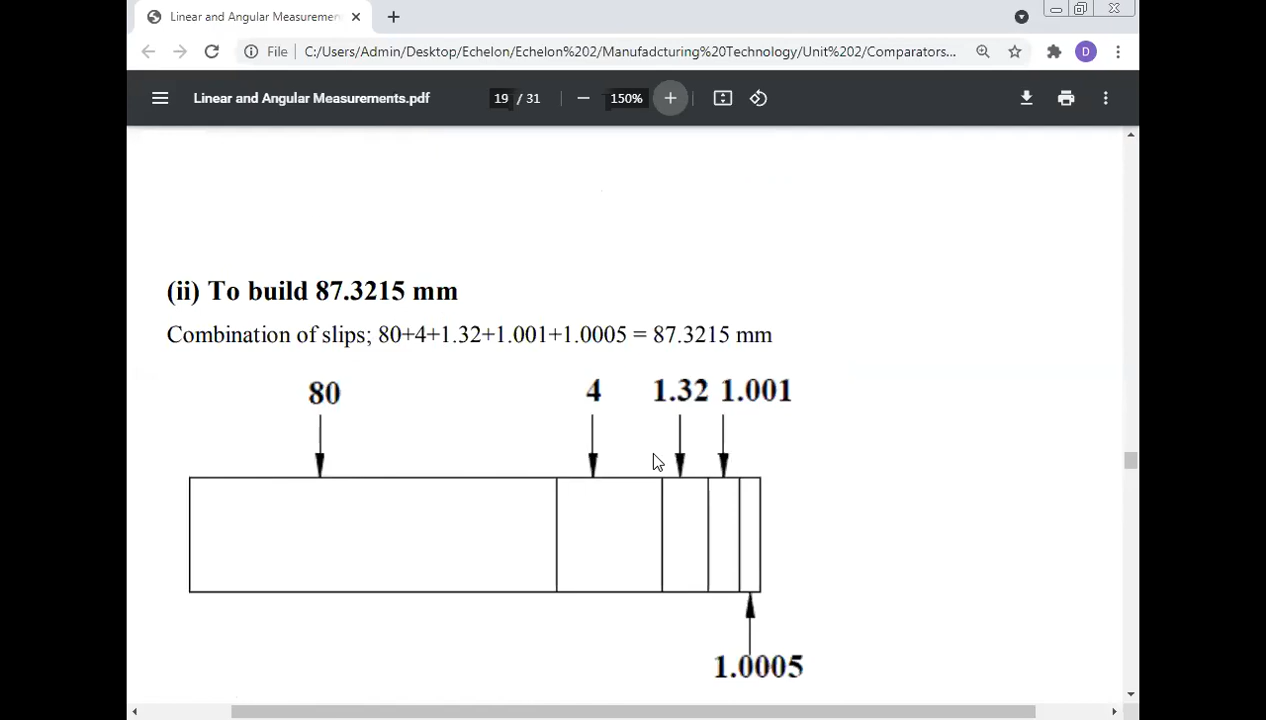 Linear and Angular Measuremen
File C:/Users/Admin/Desktop/Echelon/Echelon%202/Manufadcturing%20Technology/Unit%202/Comparators...
D
Linear and Angular Measurements.pdf 19 / 31 150%
(ii) To build 87.3215 mm
Combination of slips; 80+4+1.32+1.001+1.0005 = 87.3215 mm
80 4 1.32 1.001
1.0005